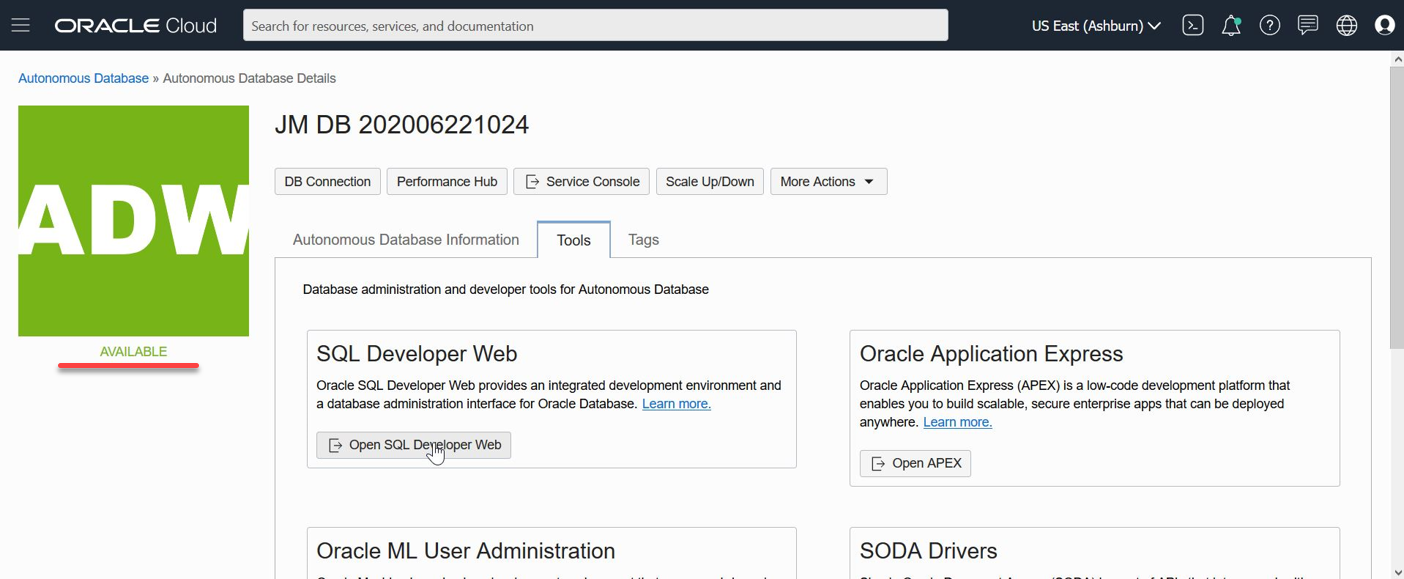 ORACLE Cloud
Search for resources, services, and documentation
US East (Ashburn)
Autonomous Database » Autonomous Database Details
ADW
AVAILABLE
JM DB 202006221024
DB Connection
Performance Hub
Service Console
Scale Up/Down
More Actions
Autonomous Database Information
Tools
Tags
Database administration and developer tools for Autonomous Database
SQL Developer Web
Oracle SQL Developer Web provides an integrated development environment and
a database administration interface for Oracle Database. Learn more.
Open SQL Developer Web
Oracle Application Express
Oracle Application Express (APEX) is a low-code development platform that
enables you to build scalable, secure enterprise apps that can be deployed
anywhere. Learn more.
Open APEX
Oracle ML User Administration
SODA Drivers